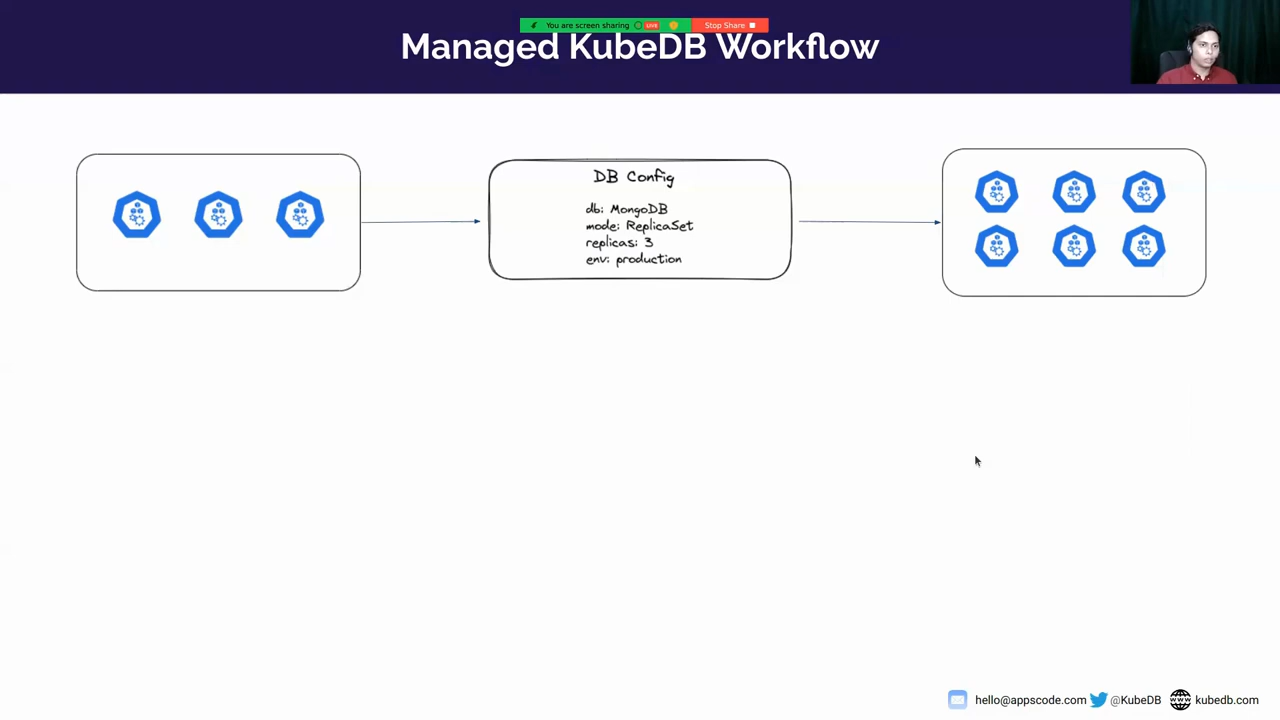 You are screen sharing LIVE Stop Share
Managed KubeDB Workflow
DB Config
db: MongoDB
mode: ReplicaSet
replicas: 3
env: production
hello@appscode.com @KubeDB kubedb.com